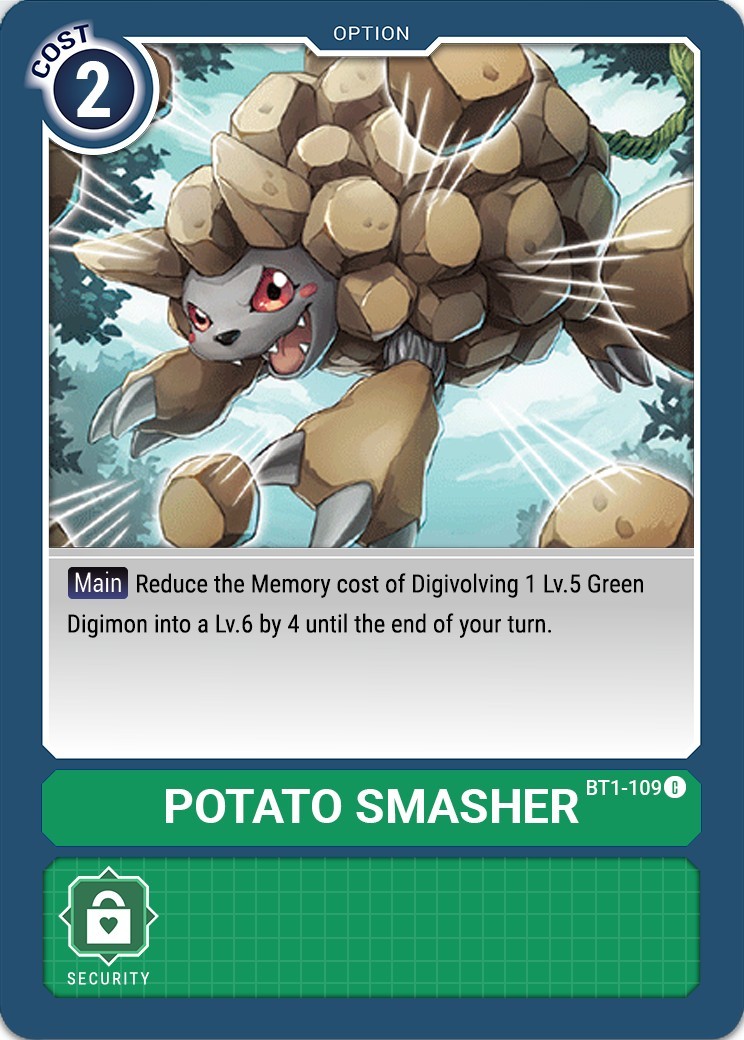 OPTION
COST
2
Main Reduce the Memory cost of Digivolving 1 Lv.5 Green
Digimon into a Lv.6 by 4 until the end of your turn.
POTATO SMASHER
BT1-109 C
SECURITY